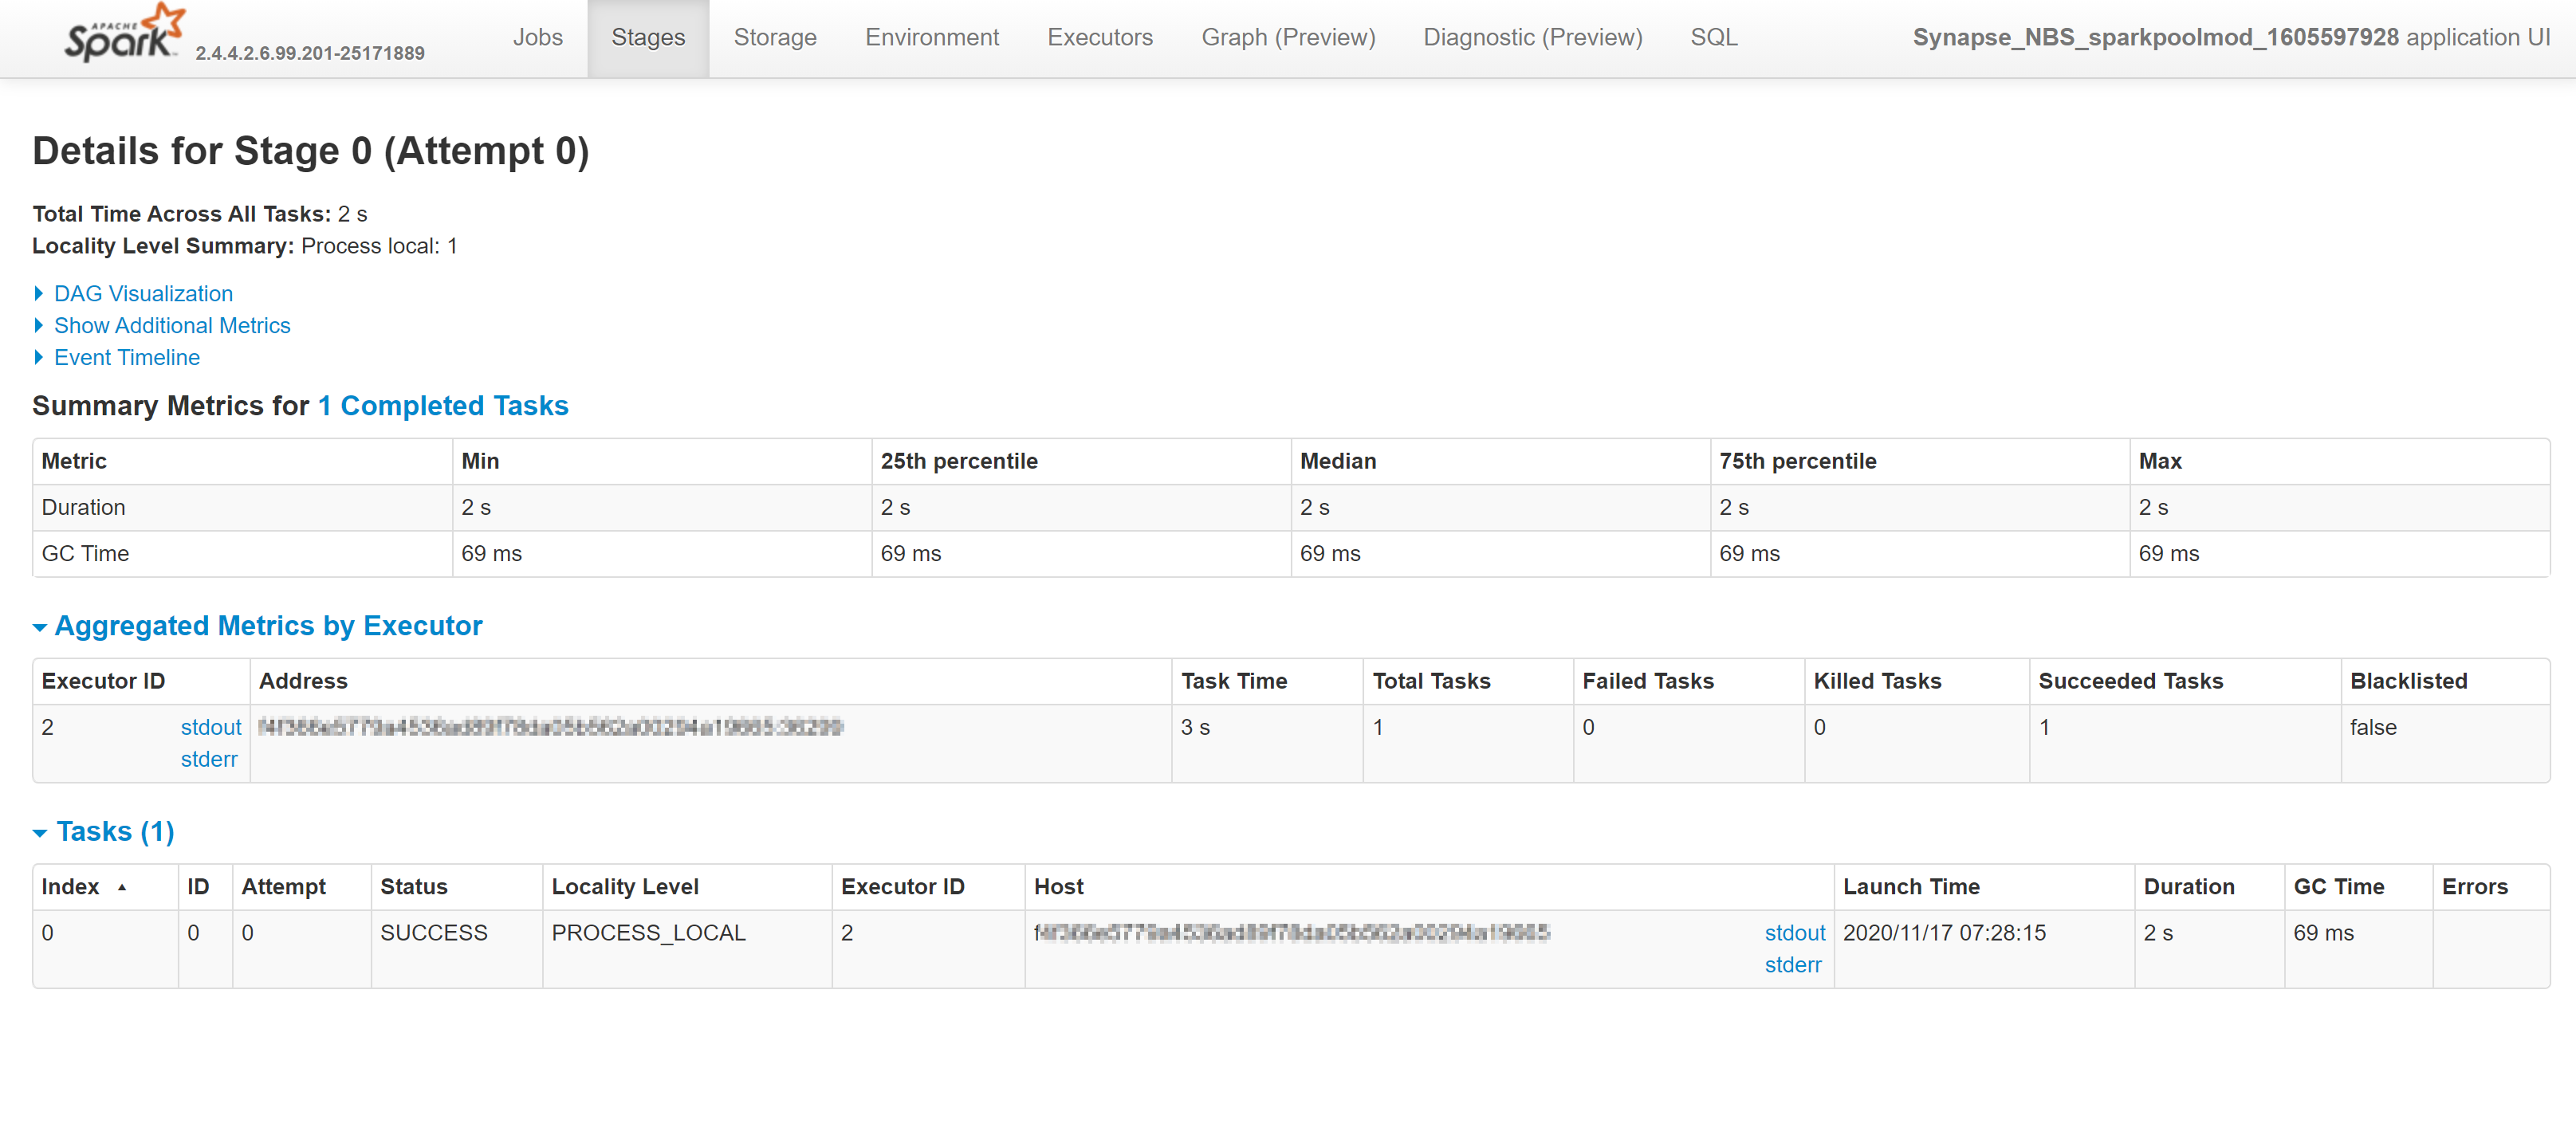 APACHE
Spark 2.4.4.2.6.99.201-25171889 Jobs Stages Storage Environment Executors Graph (Preview) Diagnostic (Preview) SQL Synapse_NBS_sparkpoolmod_1605597928 application UI
Details for Stage 0 (Attempt 0)
Total Time Across All Tasks: 2 s
Locality Level Summary: Process local: 1
DAG Visualization
Show Additional Metrics
Event Timeline
Summary Metrics for 1 Completed Tasks
Metric Min 25th percentile Median 75th percentile Max
Duration 2 s 2 s 2 s 2 s 2 s
GC Time 69 ms 69 ms 69 ms 69 ms 69 ms
Aggregated Metrics by Executor
Executor ID Address Task Time Total Tasks Failed Tasks Killed Tasks Succeeded Tasks Blacklisted
2 stdout 3 s 1 0 0 1 false
stderr
Tasks (1)
Index ID Attempt Status Locality Level Executor ID Host Launch Time Duration GC Time Errors
0 0 0 SUCCESS PROCESS_LOCAL 2 stdout 2020/11/17 07:28:15 2 s 69 ms
stderr